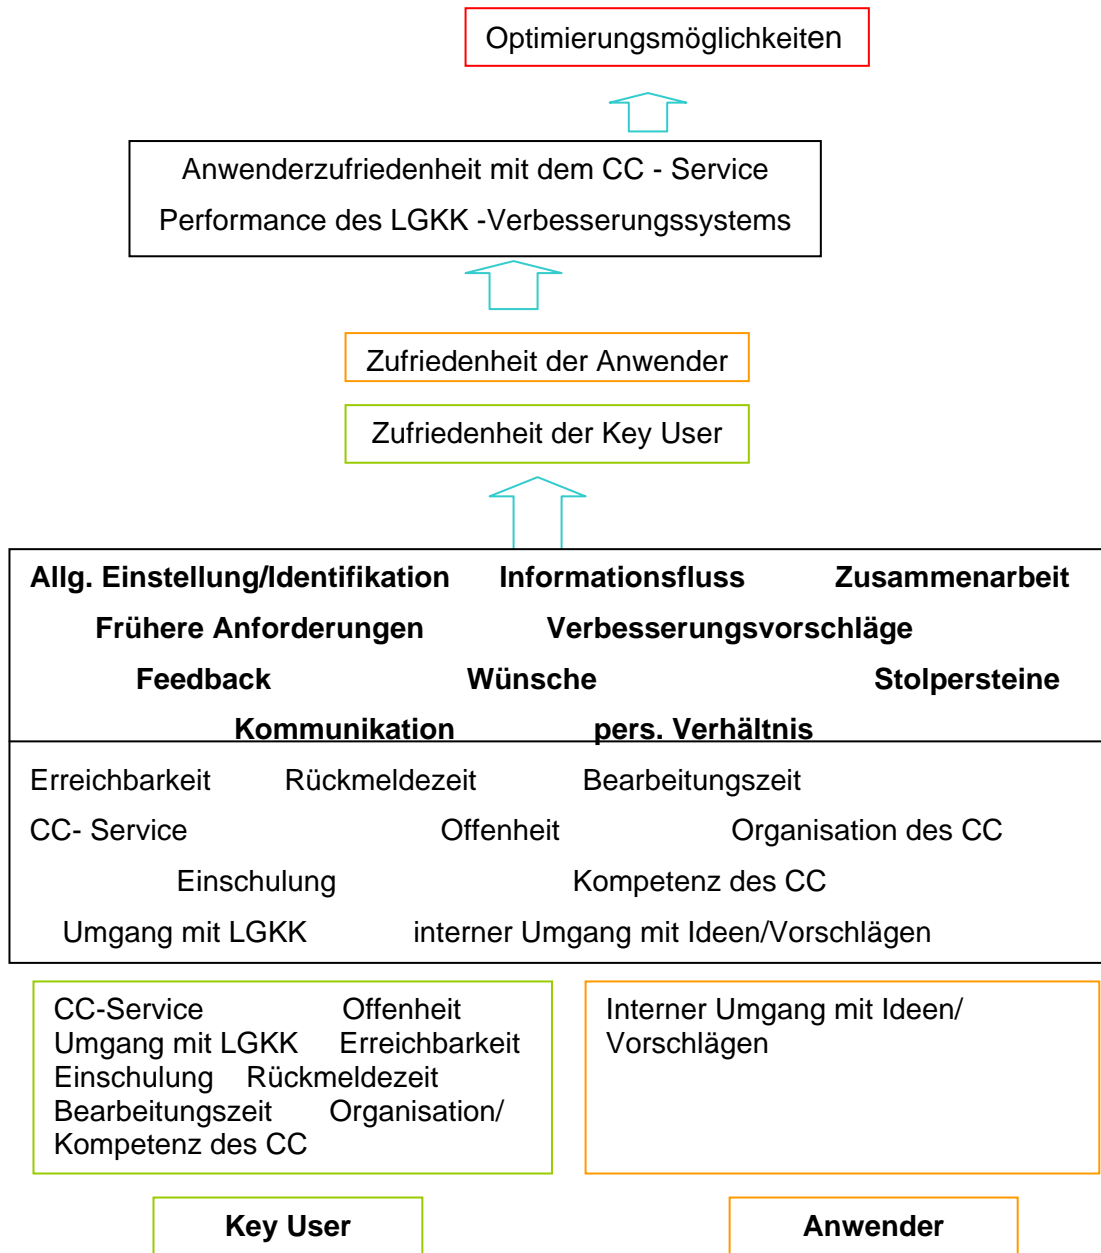 Optimierungsmöglichkeiten
Anwenderzufriedenheit mit dem CC - Service
Performance des LGKK -Verbesserungssystems
Zufriedenheit der Anwender
Zufriedenheit der Key User
Allg. Einstellung/Identifikation Informationsfluss Zusammenarbeit
Frühere Anforderungen Verbesserungsvorschläge
Feedback Wünsche Stolpersteine
Kommunikation pers. Verhältnis
Erreichbarkeit Rückmeldezeit Bearbeitungszeit
CC- Service Offenheit Organisation des CC
Einschulung Kompetenz des CC
Umgang mit LGKK interner Umgang mit Ideen/Vorschlägen
CC-Service Offenheit
Umgang mit LGKK Erreichbarkeit
Einschulung Rückmeldezeit
Bearbeitungszeit Organisation/
Kompetenz des CC
Interner Umgang mit Ideen/
Vorschlägen
Key User
Anwender